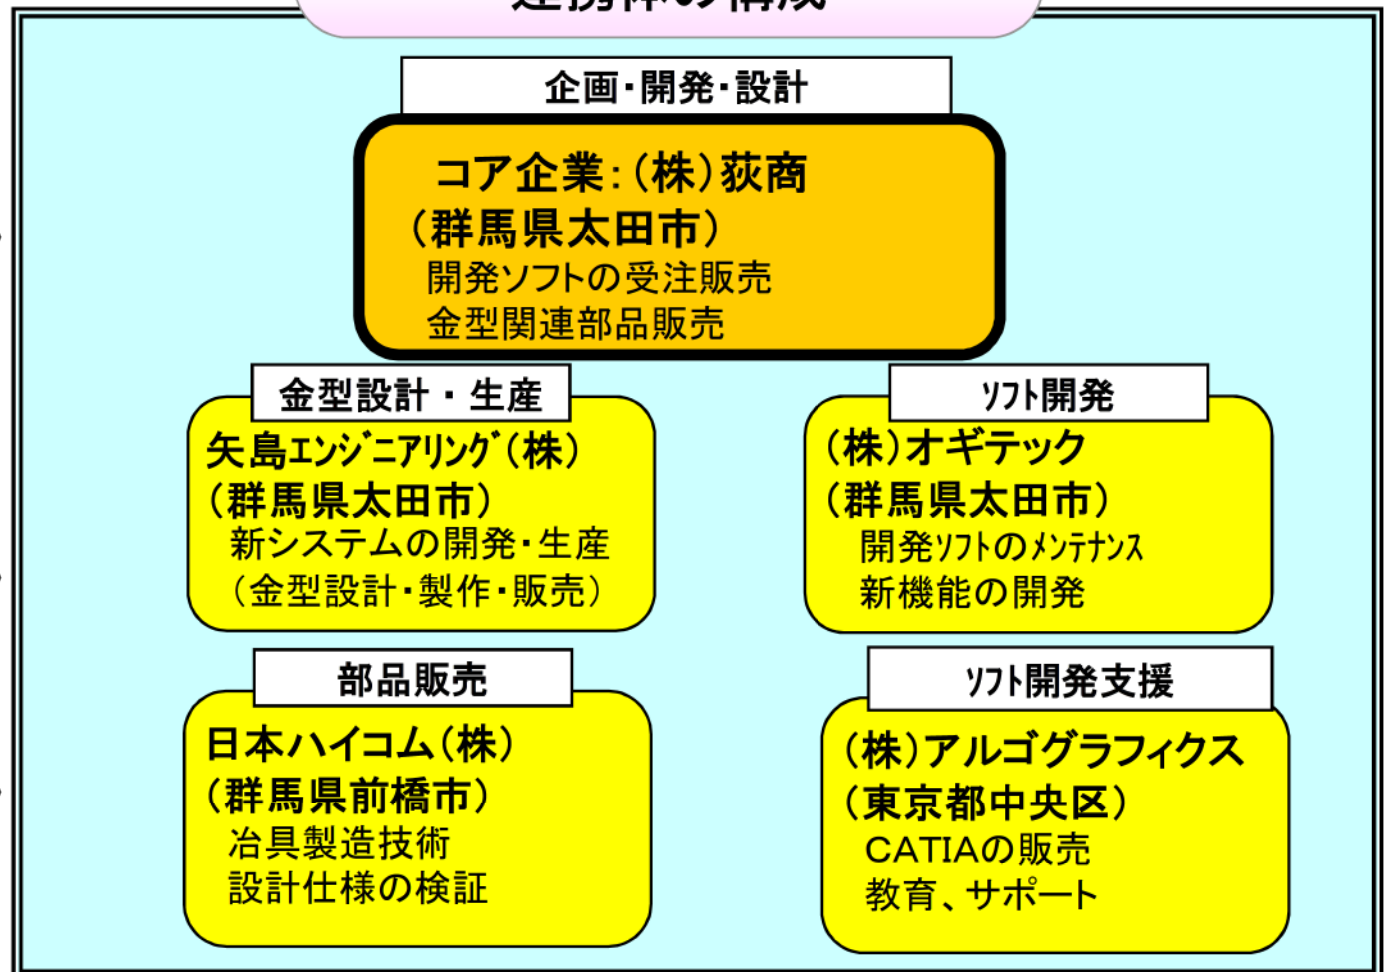 連携体の構成
企画・開発・設計
コア企業：（株）荻商
（群馬県太田市）
開発ソフトの受注販売
金型関連部品販売
金型設計・生産
矢島ｴﾝｼﾞﾆｱﾘﾝｸﾞ（株）
（群馬県太田市）
新システムの開発・生産
（金型設計・製作・販売）
ｿﾌﾄ開発
（株）オギテック
（群馬県太田市）
開発ｿﾌﾄのﾒﾝﾃﾅﾝｽ
新機能の開発
部品販売
日本ハイコム（株）
（群馬県前橋市）
冶具製造技術
設計仕様の検証
ｿﾌﾄ開発支援
（株）アルゴグラフィクス
（東京都中央区）
CATIAの販売
教育、サポート